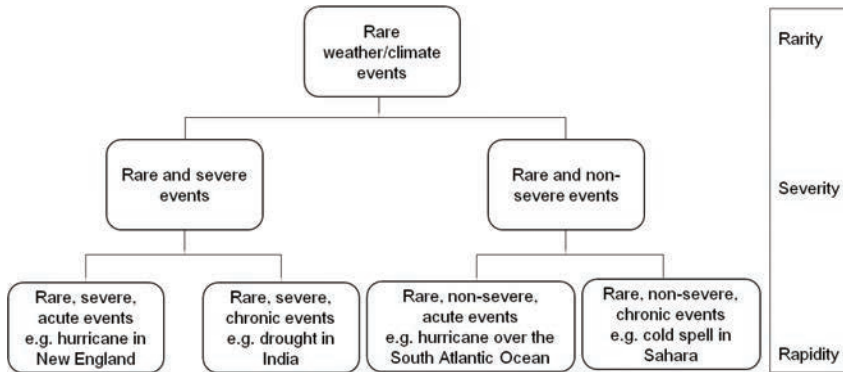 Rare
weather/climate
events
Rarity
Rare and severe
events
Rare and non-
severe events
Severity
Rare, severe,
acute events
e.g. hurricane in
New England
Rare, severe,
chronic events
e.g. drought in
India
Rare, non-severe,
acute events
e.g. hurricane over the
South Atlantic Ocean
Rare, non-severe,
chronic events
e.g. cold spell in
Sahara
Rapidity